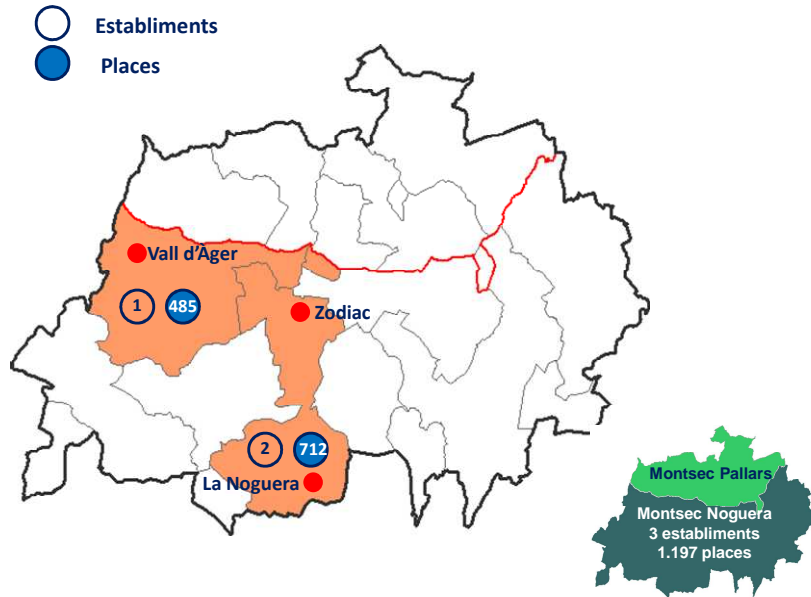 Establiments
Places
Vall d'Àger
1
485
Zodiac
2
712
La Noguera
Montsec Pallars
Montsec Noguera
3 establiments
1.197 places